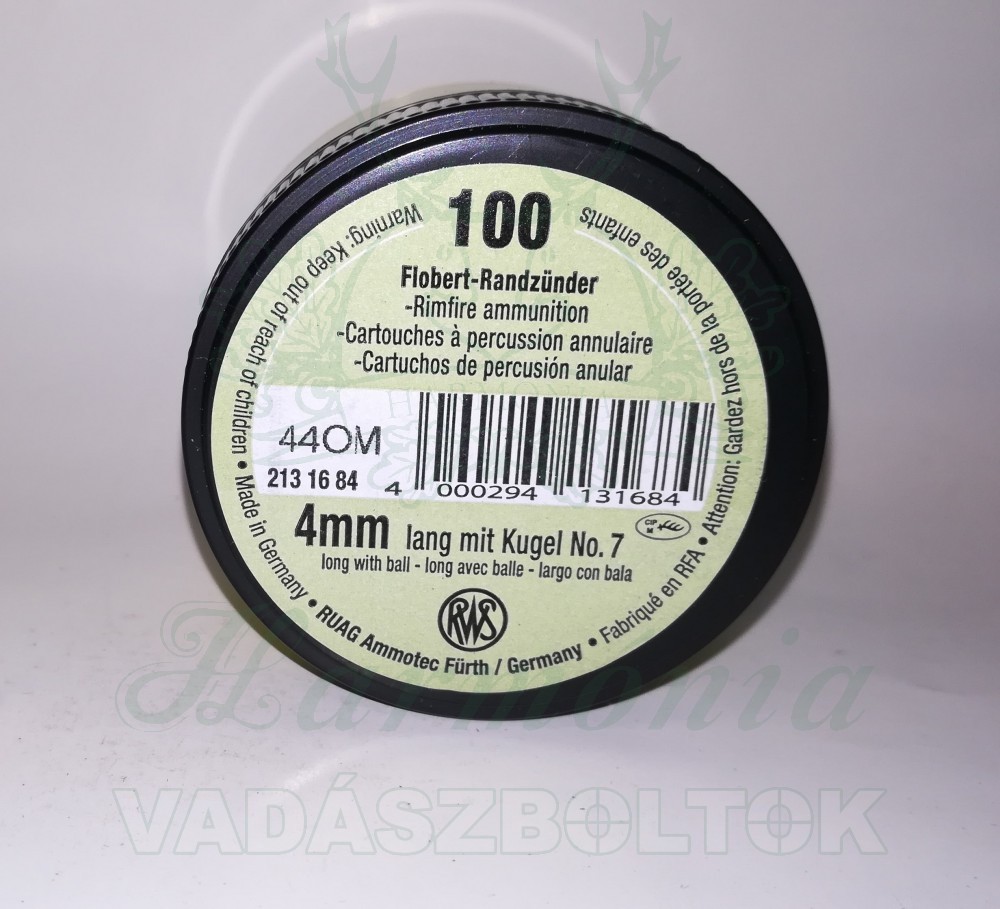 100
Flobert-Randzünder
-Rimfire ammunition
-Cartouches à percussion annulaire
-Cartuchos de percusión anular
44OM
213 16 84
4 000294 131684
4mm lang mit Kugel No. 7
long with ball - long avec balle - largo con bala
CIP
M
RWS
Warning: Keep out of reach of children • Made in Germany • RUAG Ammotec Fürth / Germany • Fabriqué en RFA • Attention: Gardez hors de la portée des enfants
Harmonia
VADÁSZBOLTOK